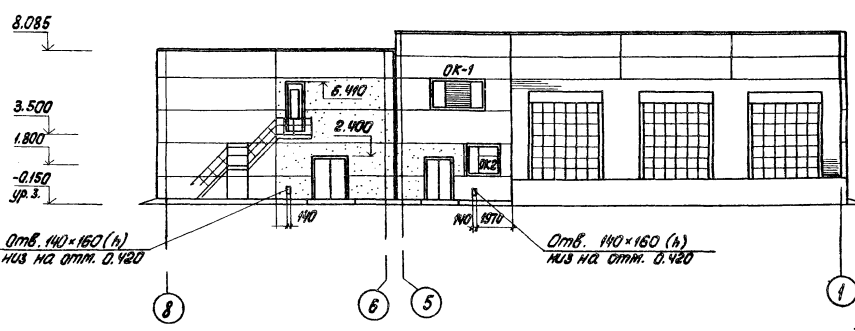 8.085
ОК-1
6.410
3.500
2.400
1.800
ОК2
-0.150
ур. з.
140
140
1970
Отв. 140×160 (h)
низ на отм. 0.420
Отв. 140×160 (h)
низ на отм. 0.420
8
6
5
1